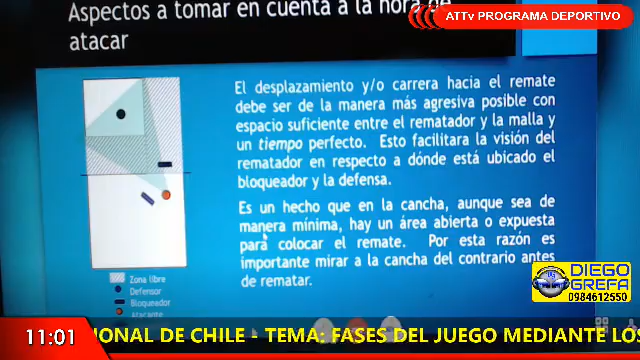 Aspectos a tomar en cuenta a la hora de
atacar
ATTv PROGRAMA DEPORTIVO
El desplazamiento y/o carrera hacia el remate
debe ser de la manera más agresiva posible con
espacio suficiente entre el rematador y la malla y
un tiempo perfecto. Esto facilitara la visión del
rematador en respecto a dónde está ubicado el
bloqueador y la defensa.
Es un hecho que en la cancha, aunque sea de
manera mínima, hay un área abierta o expuesta
para colocar el remate. Por esta razón es
importante mirar a la cancha del contrario antes
de rematar.
Zona libre
Defensor
Bloqueador
Atacante
DIEGO
GREFA
0984612550
11:01
IONAL DE CHILE - TEMA: FASES DEL JUEGO MEDIANTE LO